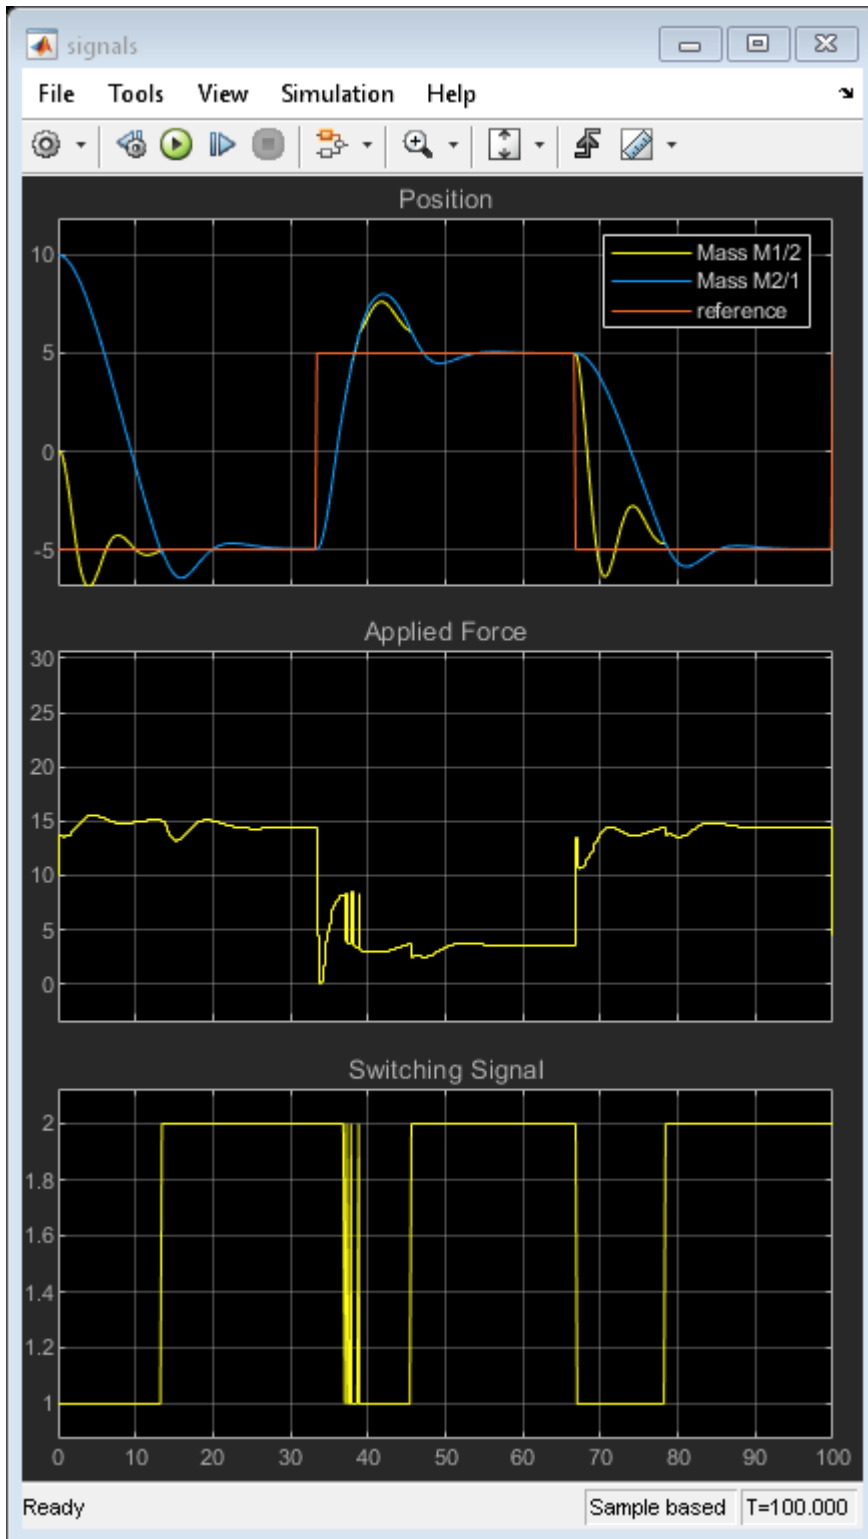 signals
File Tools View Simulation Help
Position
10
5
0
-5
Mass M1/2
Mass M2/1
reference
Applied Force
30
25
20
15
10
5
0
Switching Signal
2
1.8
1.6
1.4
1.2
1
0 10 20 30 40 50 60 70 80 90 100
Ready Sample based T=100.000